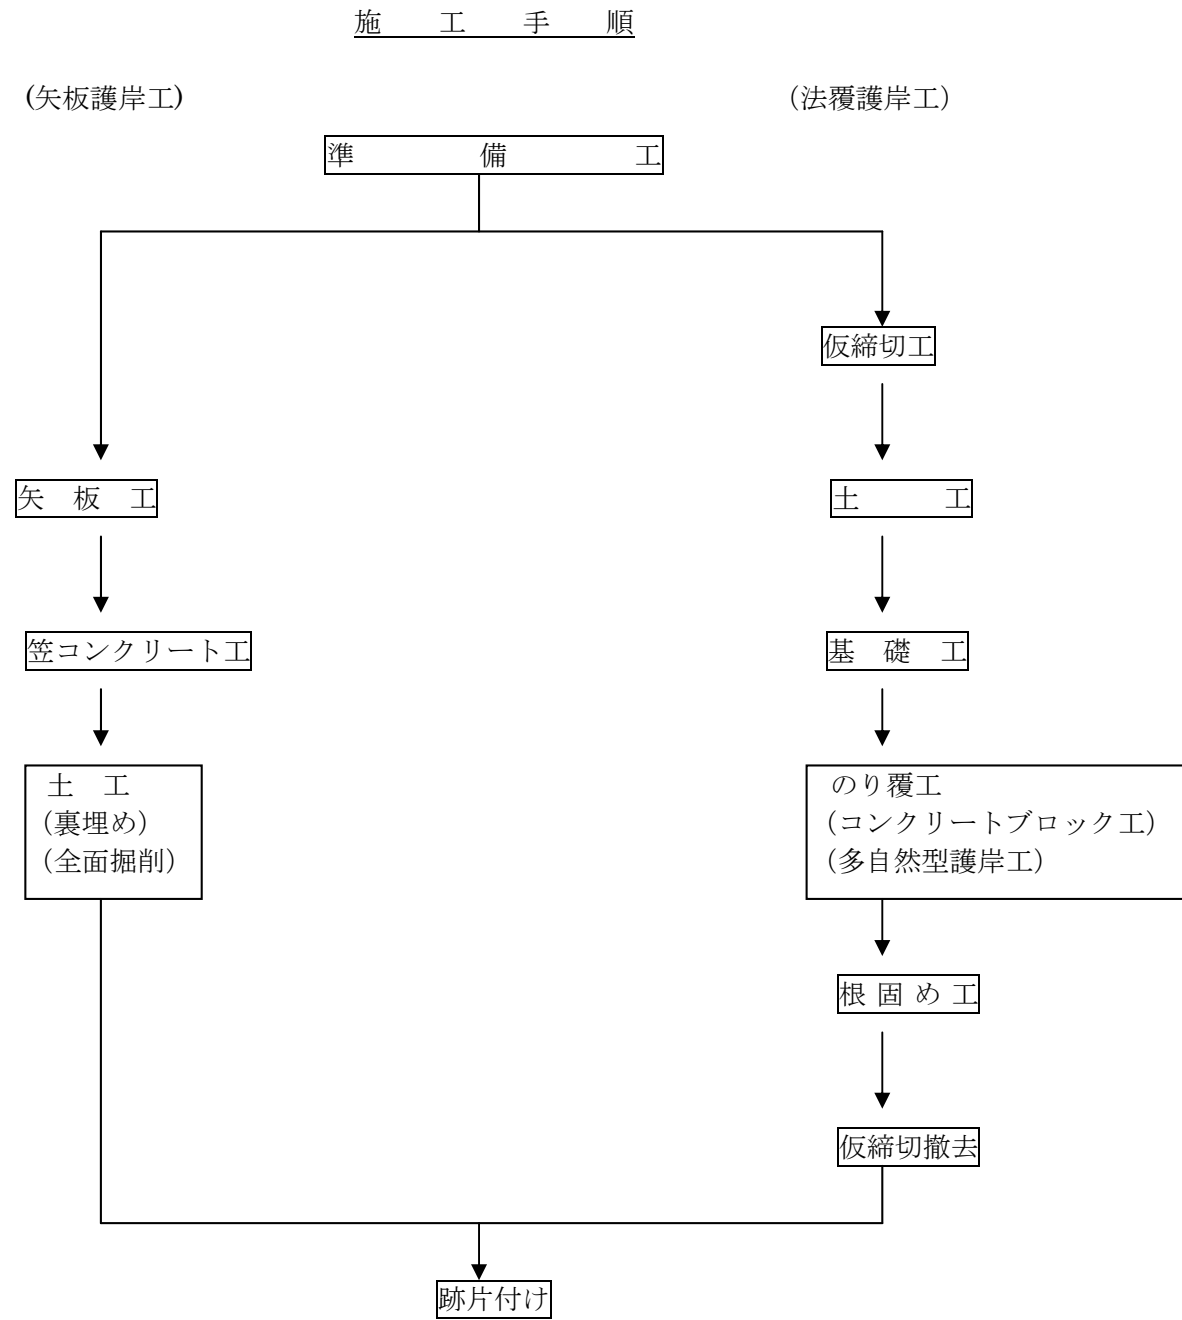 施 工 手 順
(矢板護岸工)
（法覆護岸工）
準 備 工
仮締切工
矢 板 工
土 工
笠コンクリート工
基 礎 工
土 工
（裏埋め）
（全面掘削）
のり覆工
（コンクリートブロック工）
（多自然型護岸工）
根 固 め 工
仮締切撤去
跡片付け